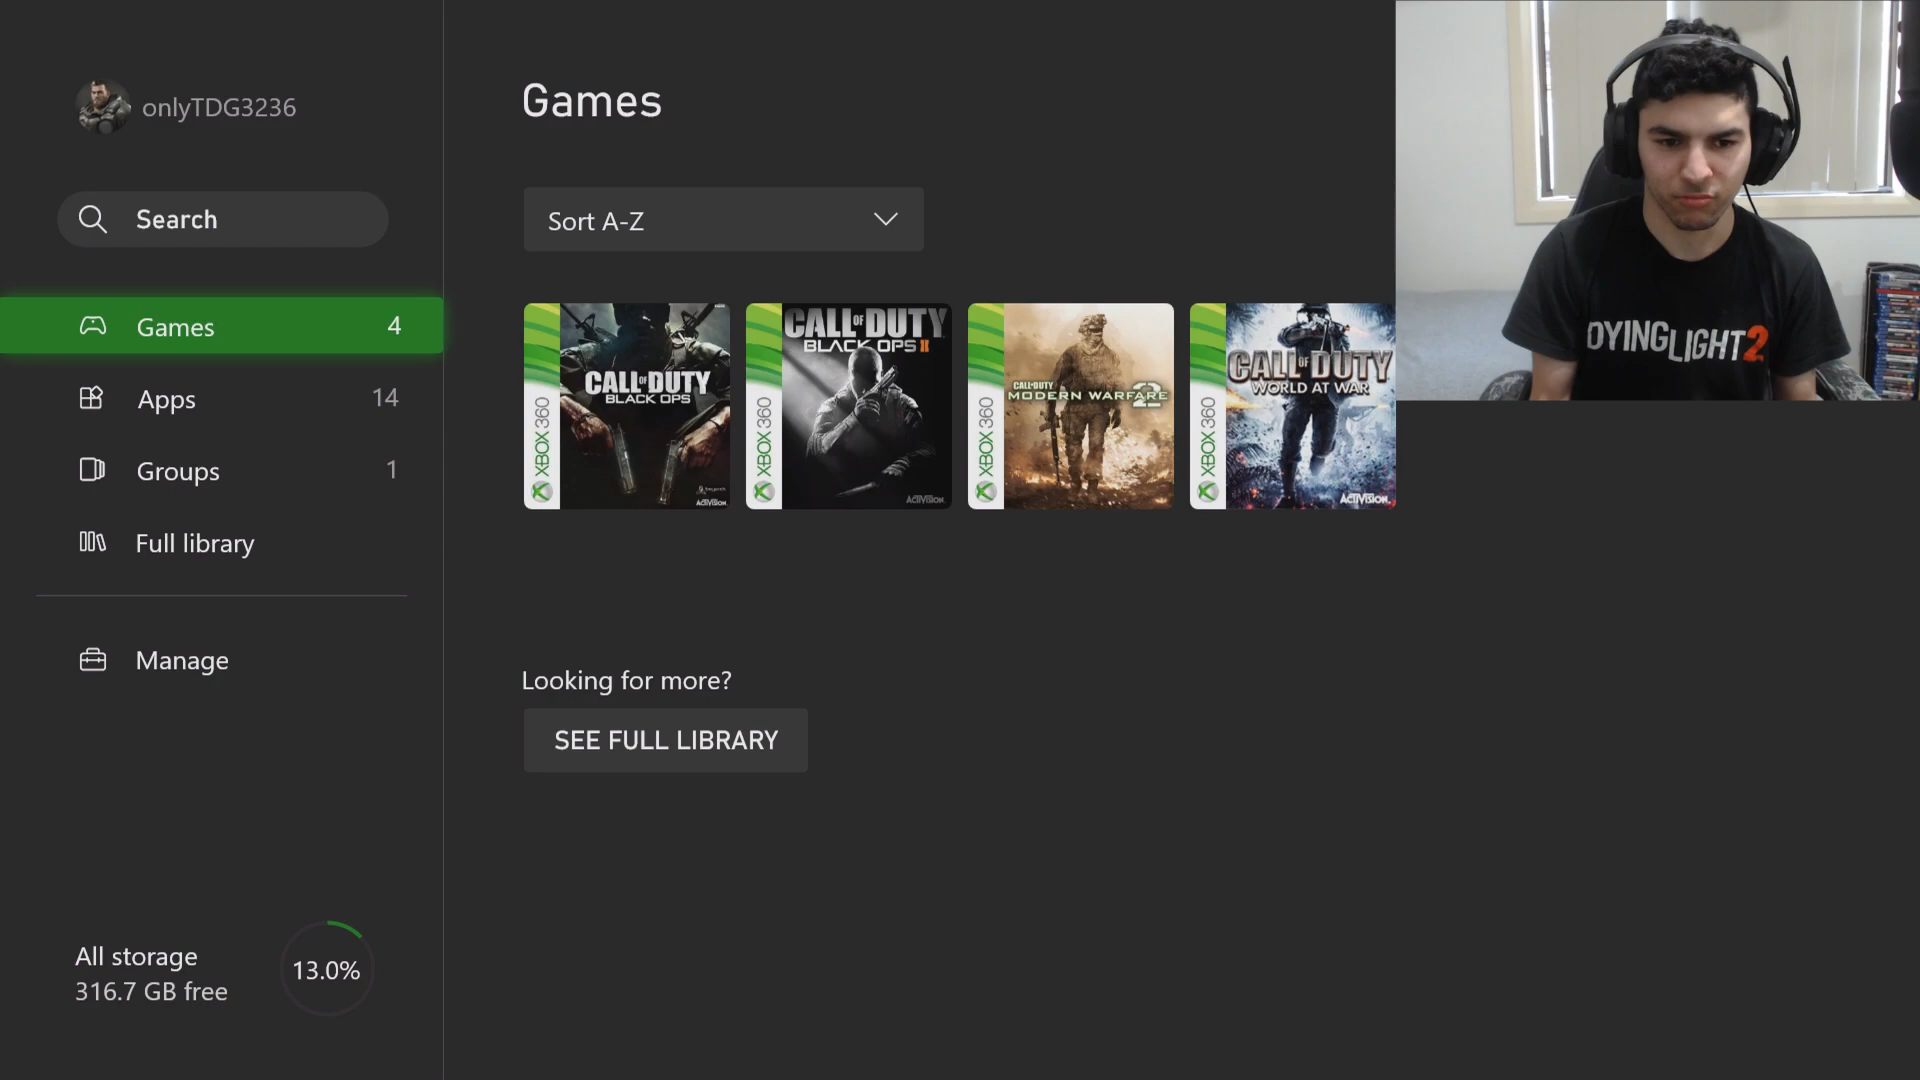 onlyTDG3236
Search
Games 4
Apps 14
Groups 1
Full library
Manage
All storage
316.7 GB free
13.0%
Games
Sort A-Z
XBOX 360
CALL OF DUTY
BLACK OPS
ACTIVISION
XBOX 360
CALL OF DUTY
BLACK OPS II
ACTIVISION
XBOX 360
CALL OF DUTY
MODERN WARFARE
2
XBOX 360
CALL OF DUTY
WORLD AT WAR
ACTIVISION
Looking for more?
SEE FULL LIBRARY
DYING LIGHT 2